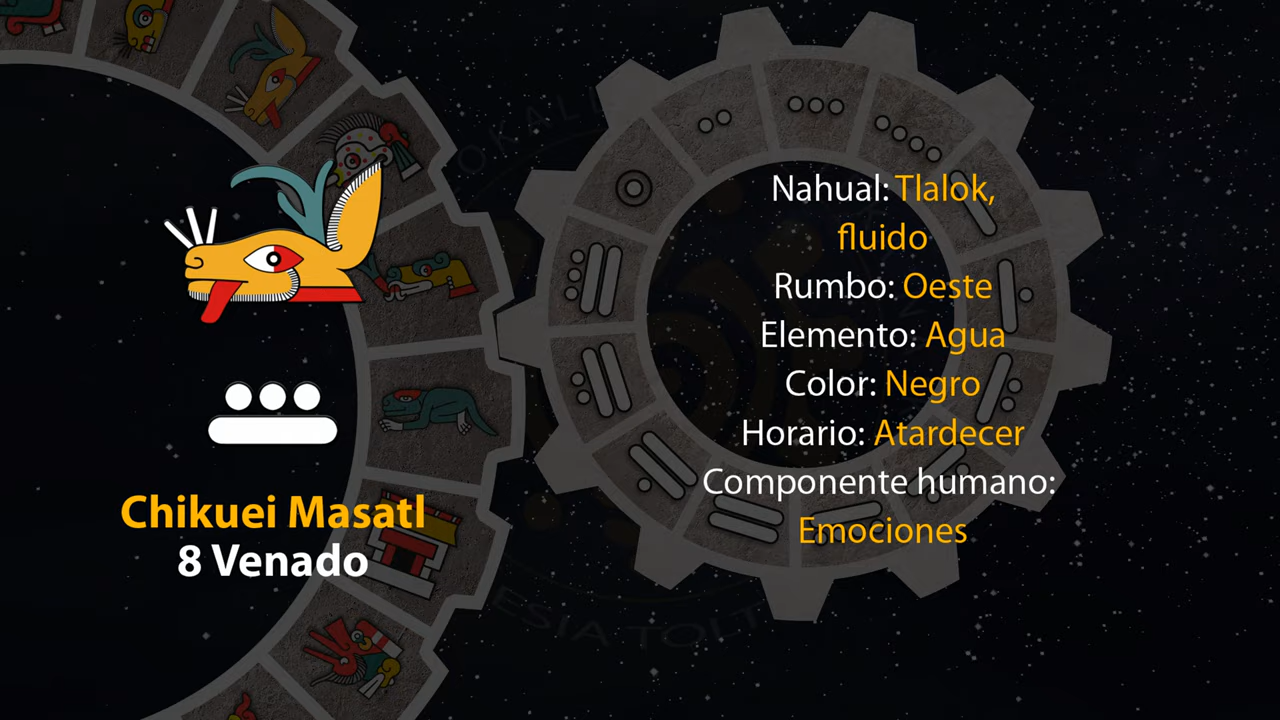 Chikuei Masatl
8 Venado
Nahual: Tlalok,
fluido
Rumbo: Oeste
Elemento: Agua
Color: Negro
Horario: Atardecer
Componente humano:
Emociones